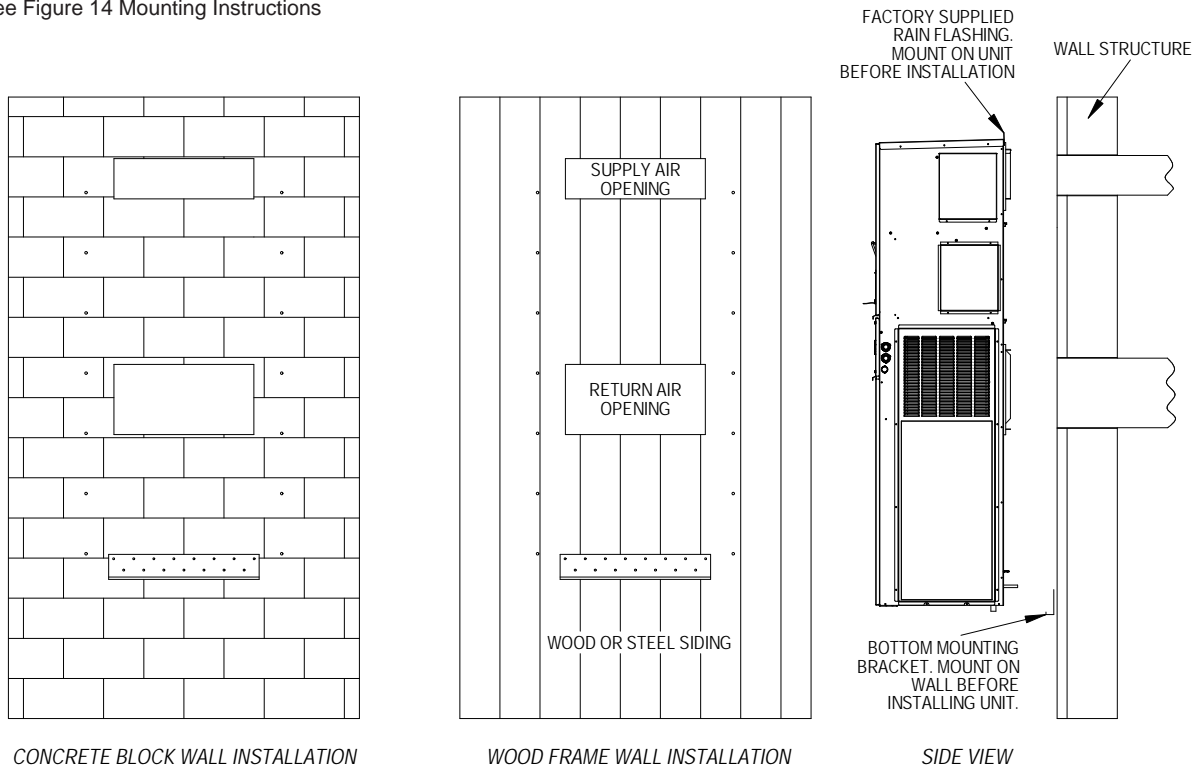 ee Figure 14 Mounting Instructions
FACTORY SUPPLIED
RAIN FLASHING.
MOUNT ON UNIT
BEFORE INSTALLATION
WALL STRUCTURE
SUPPLY AIR
OPENING
RETURN AIR
OPENING
WOOD OR STEEL SIDING
BOTTOM MOUNTING
BRACKET. MOUNT ON
WALL BEFORE
INSTALLING UNIT.
CONCRETE BLOCK WALL INSTALLATION
WOOD FRAME WALL INSTALLATION
SIDE VIEW